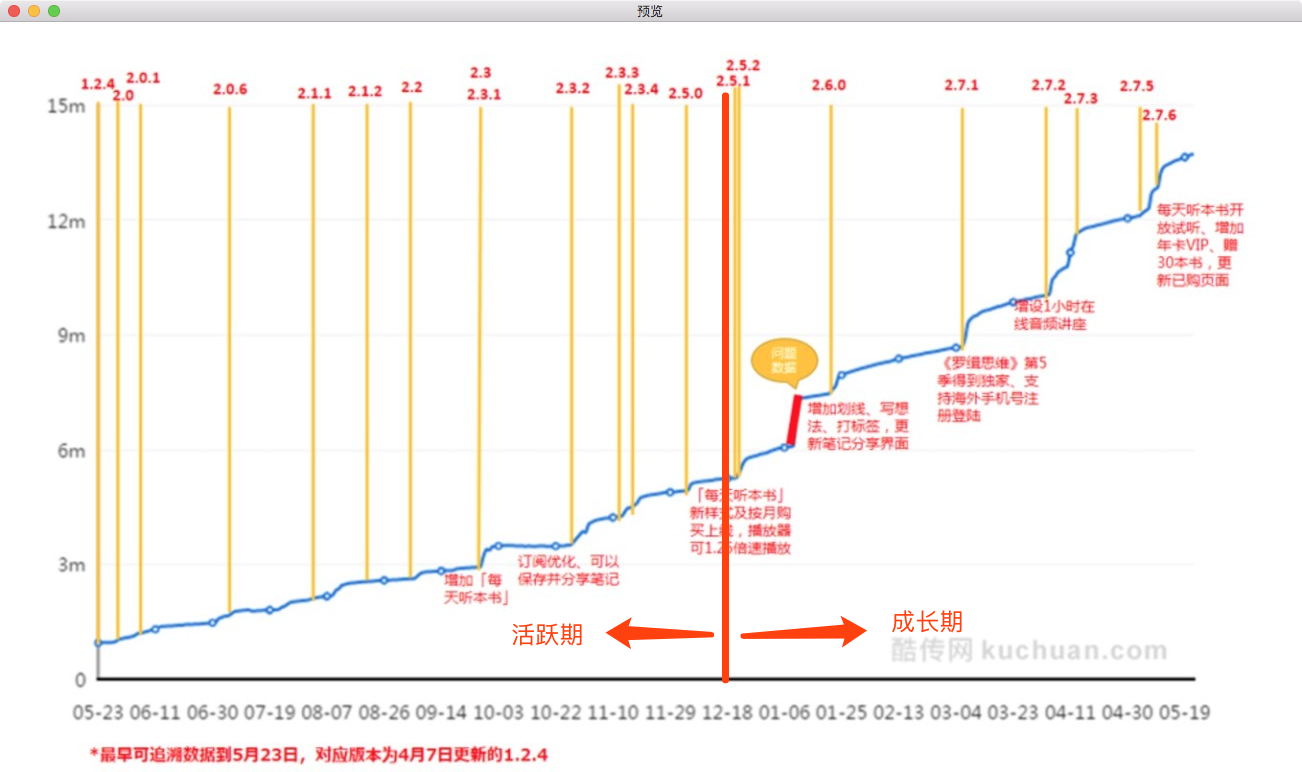 预览
1.2.4
2.0
2.0.1
2.0.6
2.1.1
2.1.2
2.2
2.3
2.3.1
2.3.2
2.3.3
2.3.4
2.5.0
2.5.2
2.5.1
2.6.0
2.7.1
2.7.2
2.7.3
2.7.5
2.7.6
15m
12m
9m
6m
3m
0
每天听本书开
放试听、增加
年卡VIP、赠
30本书，更
新已购页面
增设1小时在
线音频讲座
问题
数据
《罗缉思维》第5
季得到独家、支
持海外手机号注
册登陆
增加划线、写想
法、打标签，更
新笔记分享界面
「每天听本书」
新样式及按月购
买上线，播放器
可1.25倍速播放
订阅优化、可以
保存并分享笔记
增加「每
天听本书」
活跃期
成长期
酷传网 kuchuan.com
05-23 06-11 06-30 07-19 08-07 08-26 09-14 10-03 10-22 11-10 11-29 12-18 01-06 01-25 02-13 03-04 03-23 04-11 04-30 05-19
*最早可追溯数据到5月23日，对应版本为4月7日更新的1.2.4